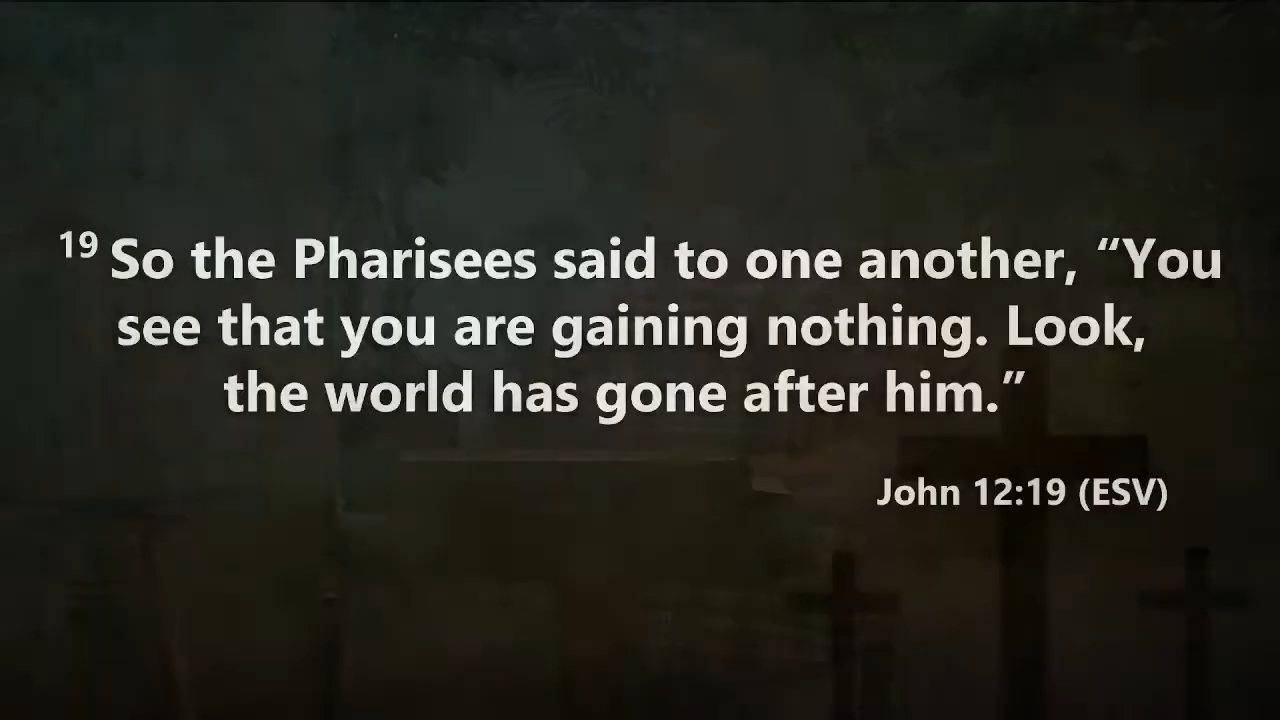 19 So the Pharisees said to one another, “You
see that you are gaining nothing. Look,
the world has gone after him.”
John 12:19 (ESV)